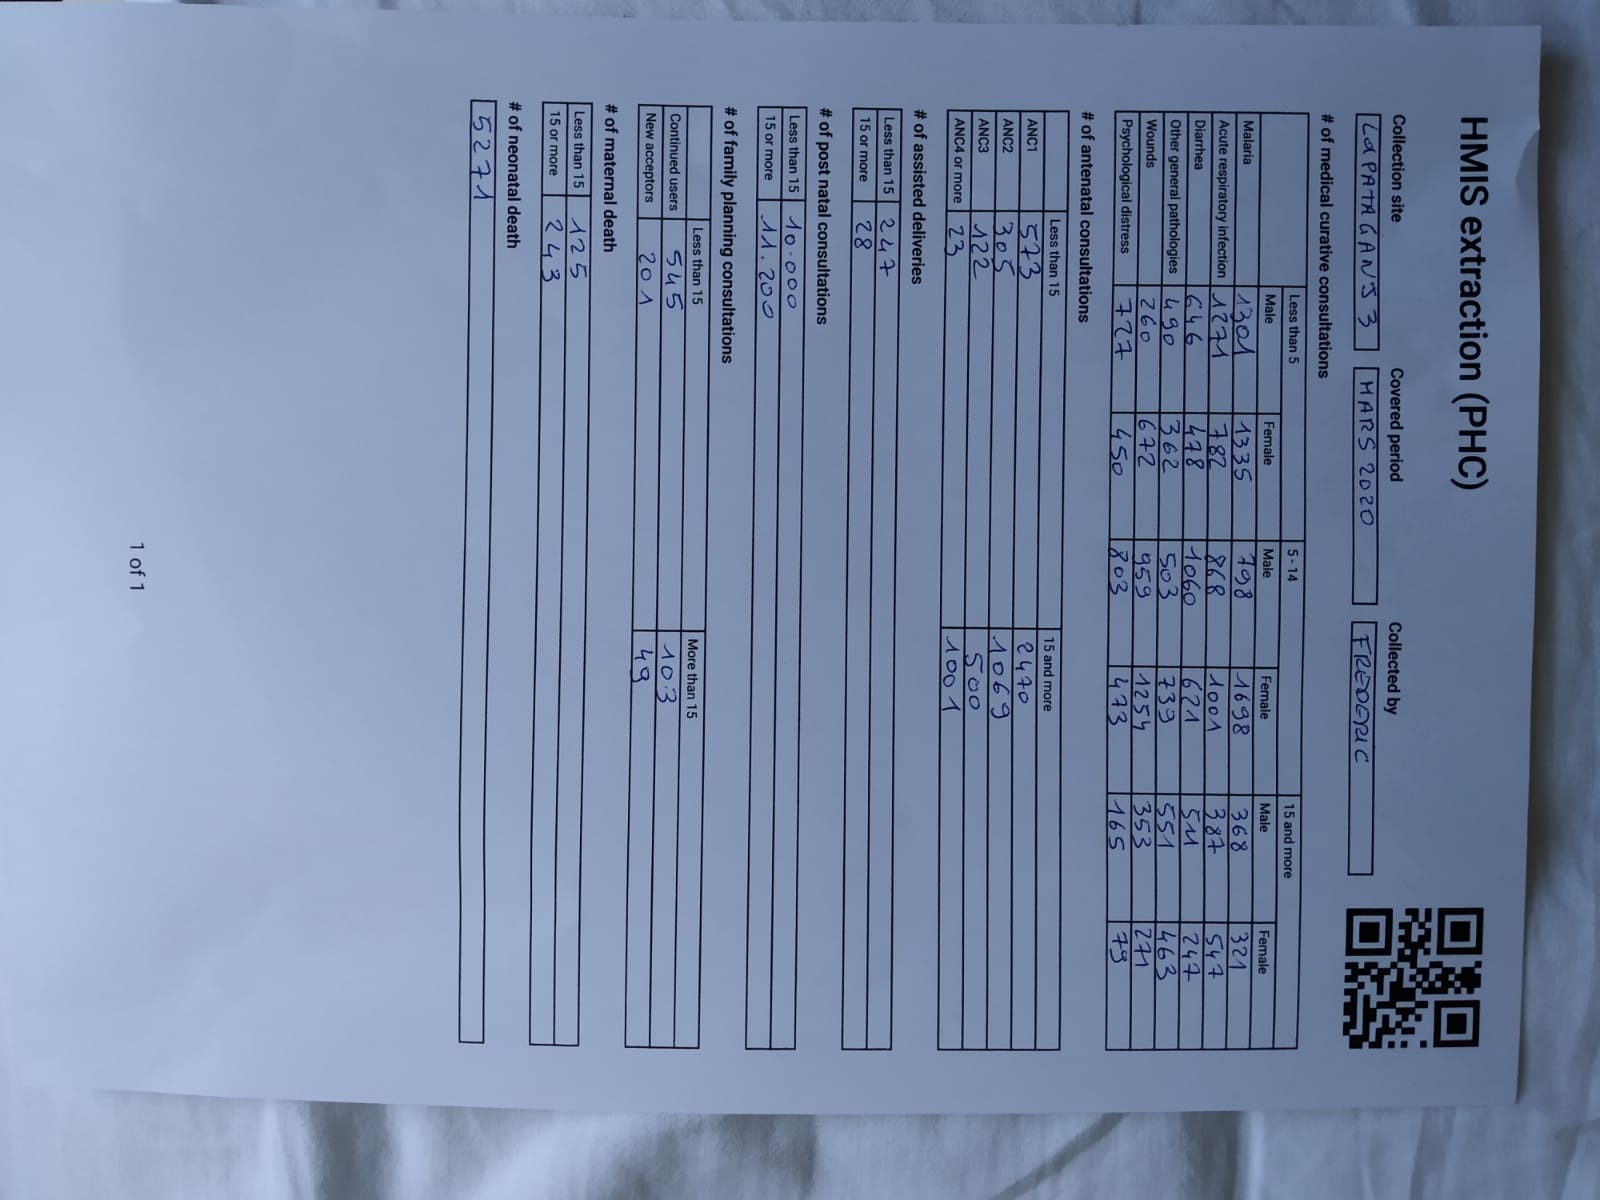 HMIS extraction (PHC)
Collection site Covered period Collected by
LOPATAGANS 3 MARS 2020 FREDERIC
# of medical curative consultations
Less than 5 5 - 14 15 and more
Male Female Male Female Male Female
Malaria 1301 1335 798 1698 368 321
Acute respiratory infection 1271 782 868 1001 387 547
Diarrhea 646 478 1060 621 511 247
Other general pathologies 490 362 503 739 551 463
Wounds 260 672 959 1254 353 271
Psychological distress 727 450 803 473 165 79
# of antenatal consultations
Less than 15 15 and more
ANC1 573 2470
ANC2 305 1069
ANC3 122 500
ANC4 or more 23 1001
# of assisted deliveries
Less than 15 247
15 or more 28
# of post natal consultations
Less than 15 10.000
15 or more 11.200
# of family planning consultations
Less than 15 More than 15
Continued users 545 103
New acceptors 201 49
# of maternal death
Less than 15 125
15 or more 243
# of neonatal death
5271
1 of 1